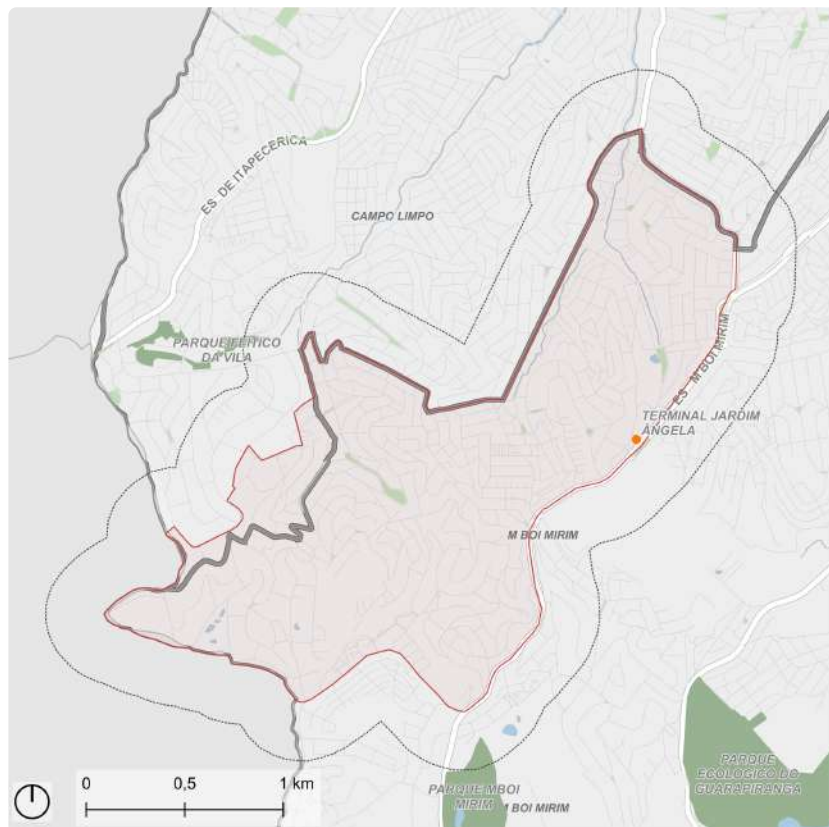 ES. DE ITAPECERICA
CAMPO LIMPO
PARQUE FEITIÇO
DA VILA
ES. M BOI MIRIM
TERMINAL JARDIM
ÂNGELA
M BOI MIRIM
0 0,5 1 km
PARQUE MBOI
MIRIM
M BOI MIRIM
PARQUE
ECOLÓGICO DO
GUARAPIRANGA